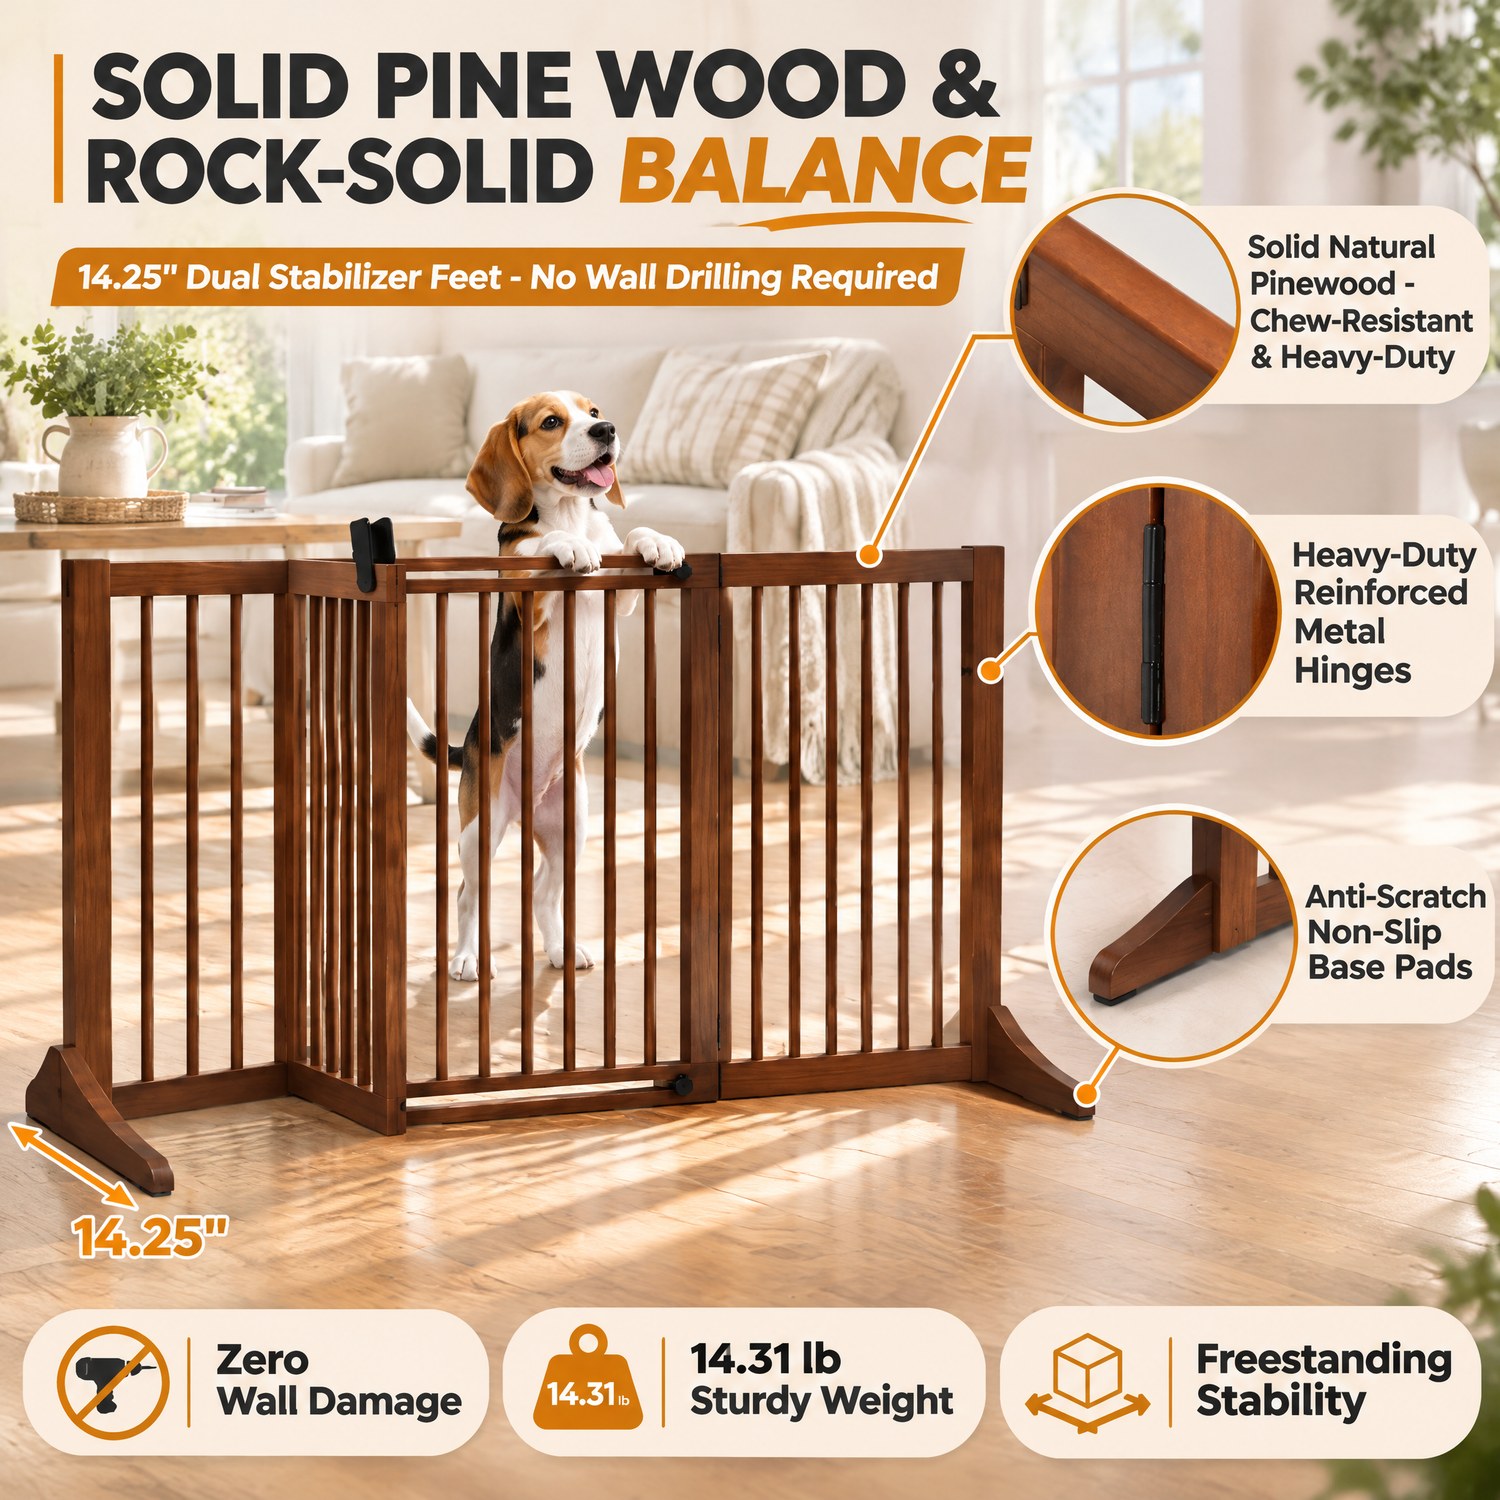 SOLID PINE WOOD &
ROCK-SOLID BALANCE
14.25" Dual Stabilizer Feet - No Wall Drilling Required
Solid Natural
Pinewood -
Chew-Resistant
& Heavy-Duty
Heavy-Duty
Reinforced
Metal
Hinges
Anti-Scratch
Non-Slip
Base Pads
14.25"
Zero
Wall Damage
14.31 lb
14.31 lb
Sturdy Weight
Freestanding
Stability